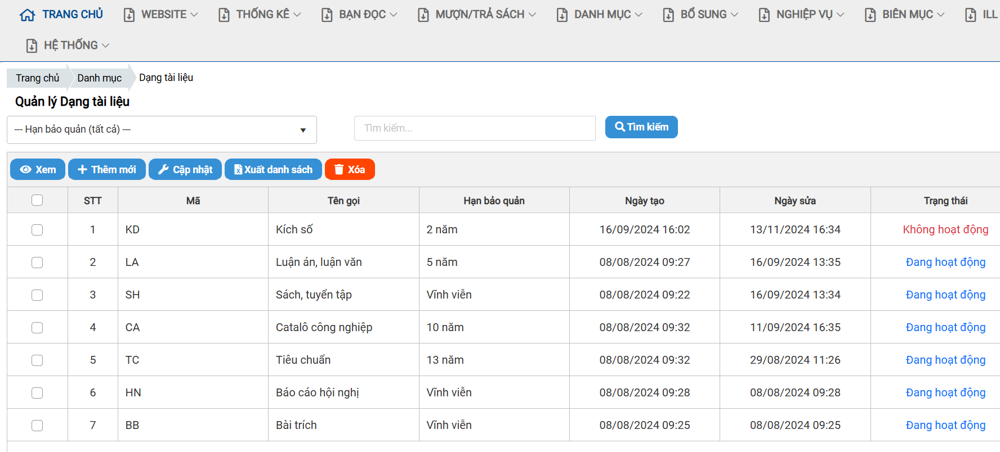 TRANG CHỦ WEBSITE THỐNG KÊ BẠN ĐỌC MƯỢN/TRẢ SÁCH DANH MỤC BỔ SUNG NGHIỆP VỤ BIÊN MỤC ILL
HỆ THỐNG
Trang chủ Danh mục Dạng tài liệu
Quản lý Dạng tài liệu
--- Hạn bảo quản (tất cả) --- Tìm kiếm... Tìm kiếm
Xem Thêm mới Cập nhật Xuất danh sách Xóa
STT Mã Tên gọi Hạn bảo quản Ngày tạo Ngày sửa Trạng thái
1 KD Kích số 2 năm 16/09/2024 16:02 13/11/2024 16:34 Không hoạt động
2 LA Luận án, luận văn 5 năm 08/08/2024 09:27 16/09/2024 13:35 Đang hoạt động
3 SH Sách, tuyển tập Vĩnh viễn 08/08/2024 09:22 16/09/2024 13:34 Đang hoạt động
4 CA Catalô công nghiệp 10 năm 08/08/2024 09:32 11/09/2024 16:35 Đang hoạt động
5 TC Tiêu chuẩn 13 năm 08/08/2024 09:32 29/08/2024 11:26 Đang hoạt động
6 HN Báo cáo hội nghị Vĩnh viễn 08/08/2024 09:28 08/08/2024 09:28 Đang hoạt động
7 BB Bài trích Vĩnh viễn 08/08/2024 09:25 08/08/2024 09:25 Đang hoạt động